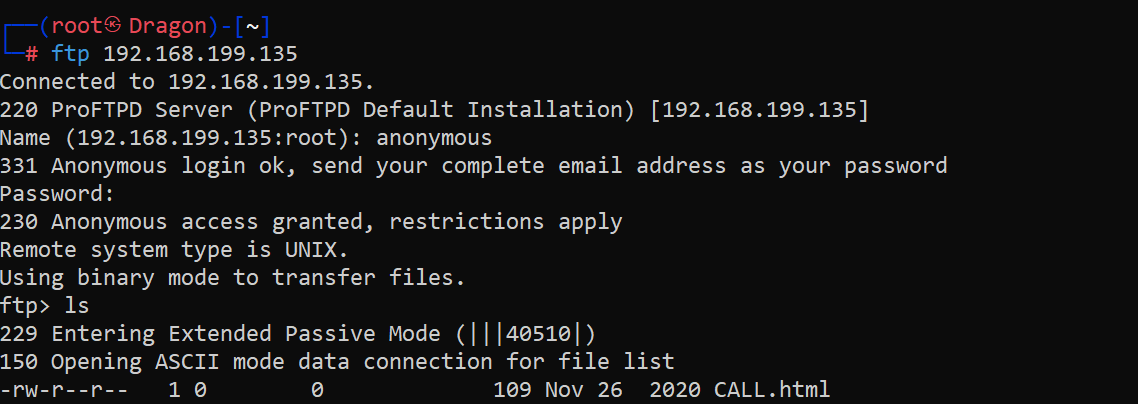 ┌──(root㉿Dragon)-[~]
└─# ftp 192.168.199.135
Connected to 192.168.199.135.
220 ProFTPD Server (ProFTPD Default Installation) [192.168.199.135]
Name (192.168.199.135:root): anonymous
331 Anonymous login ok, send your complete email address as your password
Password:
230 Anonymous access granted, restrictions apply
Remote system type is UNIX.
Using binary mode to transfer files.
ftp> ls
229 Entering Extended Passive Mode (|||40510|)
150 Opening ASCII mode data connection for file list
-rw-r--r--   1 0        0             109 Nov 26  2020 CALL.html